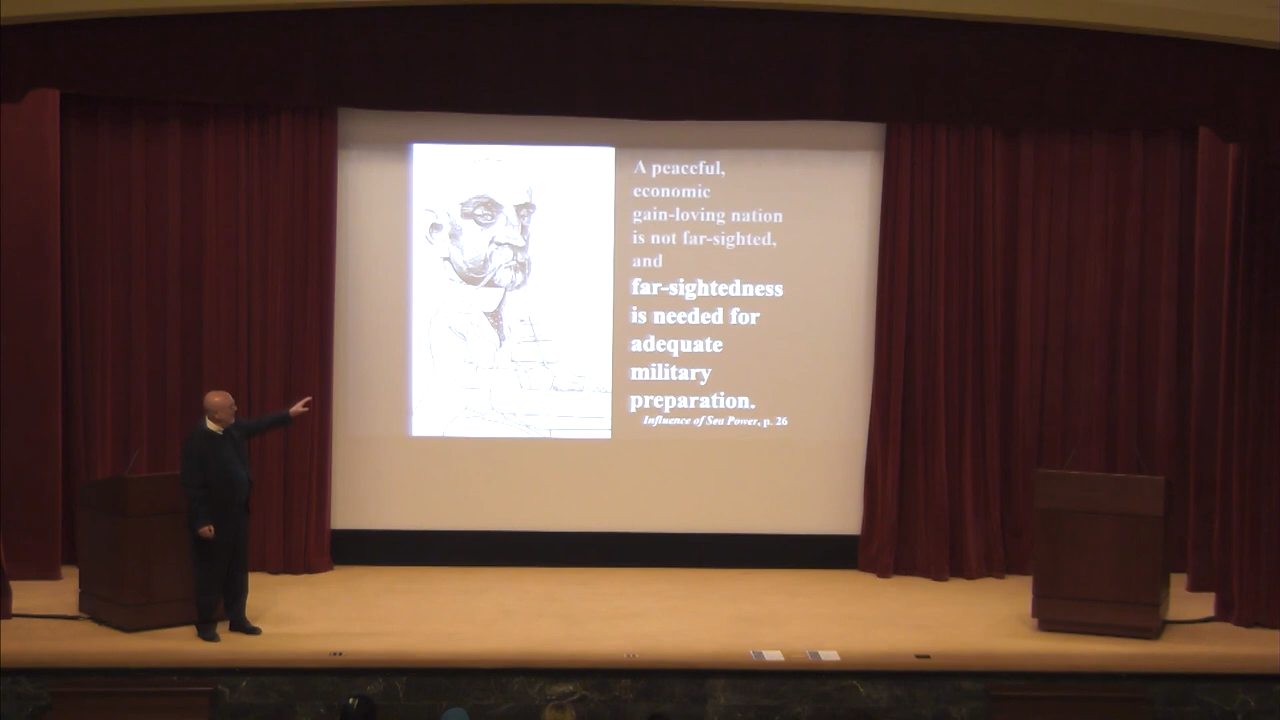 A peaceful,
economic
gain-loving nation
is not far-sighted,
and
far-sightedness
is needed for
adequate
military
preparation.
Influence of Sea Power, p. 26